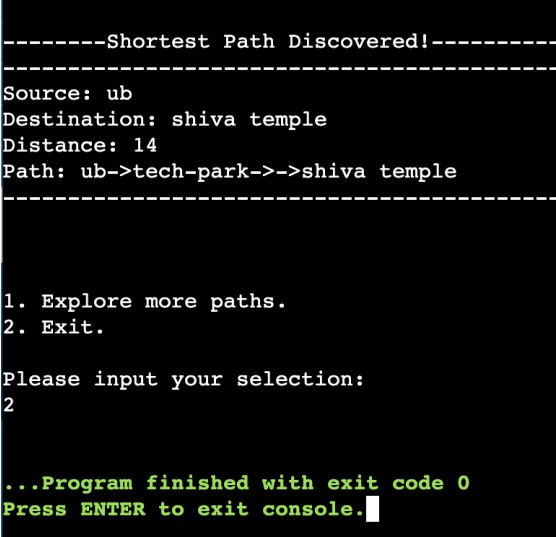 --------Shortest Path Discovered!----------
-------------------------------------------
Source: ub
Destination: shiva temple
Distance: 14
Path: ub->tech-park->->shiva temple
-------------------------------------------
1. Explore more paths.
2. Exit.
Please input your selection:
2
...Program finished with exit code 0
Press ENTER to exit console.